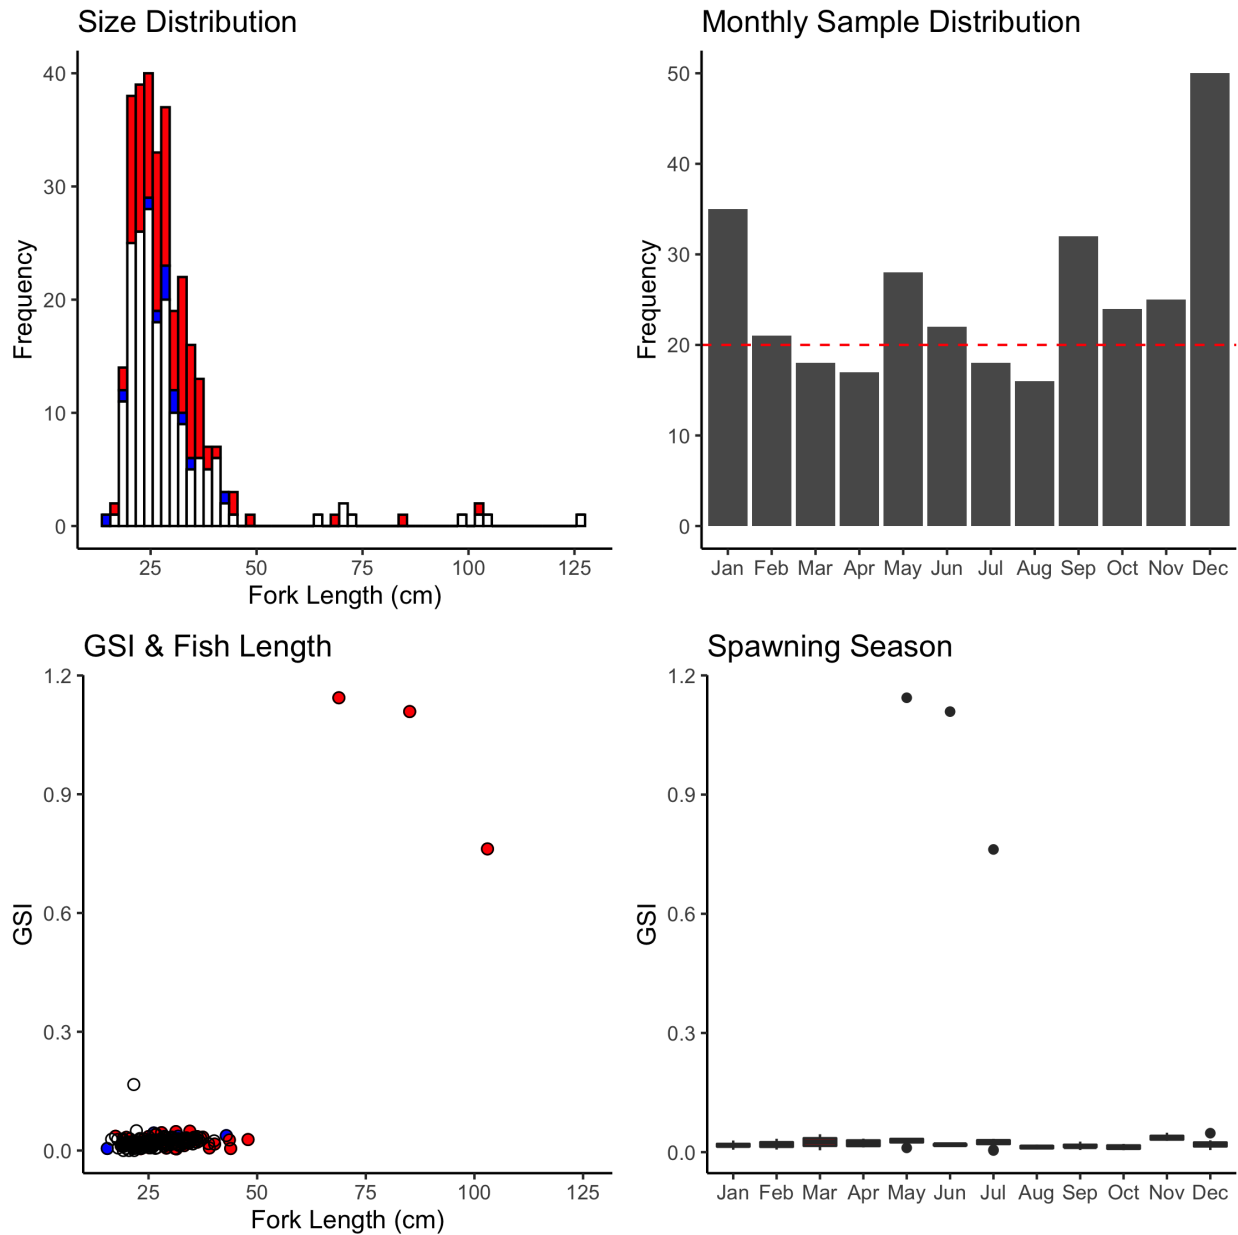 Size Distribution
Frequency
40
30
20
10
0
25 50 75 100 125
Fork Length (cm)
Monthly Sample Distribution
Frequency
50
40
30
20
10
0
Jan Feb Mar Apr May Jun Jul Aug Sep Oct Nov Dec
GSI & Fish Length
GSI
1.2
0.9
0.6
0.3
0.0
25 50 75 100 125
Fork Length (cm)
Spawning Season
GSI
1.2
0.9
0.6
0.3
0.0
Jan Feb Mar Apr May Jun Jul Aug Sep Oct Nov Dec